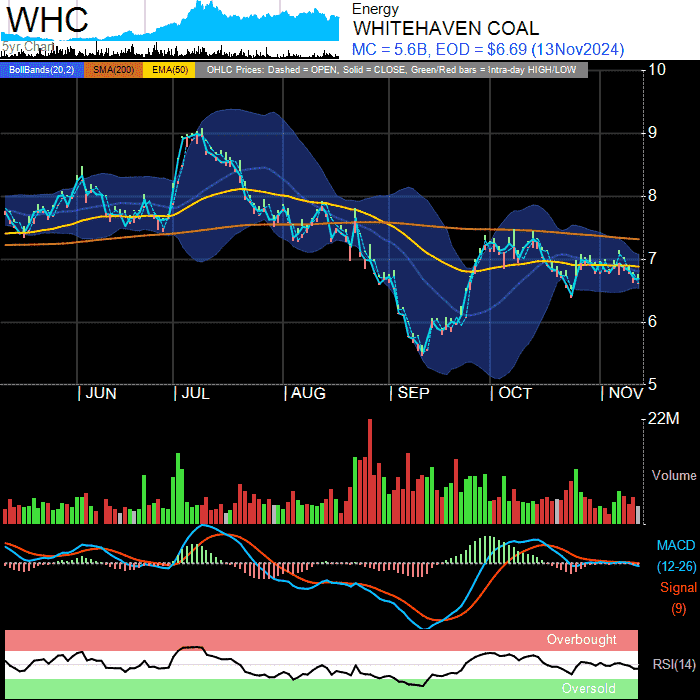 WHC
5yr Chart
Energy
WHITEHAVEN COAL
MC = 5.6B, EOD = $6.69 (13Nov2024)
BollBands(20,2) SMA(200) EMA(50) OHLC Prices: Dashed = OPEN, Solid = CLOSE, Green/Red bars = Intra-day HIGH/LOW
10
9
8
7
6
5
| JUN | JUL | AUG | SEP | OCT | NOV
22M
Volume
MACD
(12-26)
Signal
(9)
Overbought
RSI(14)
Oversold